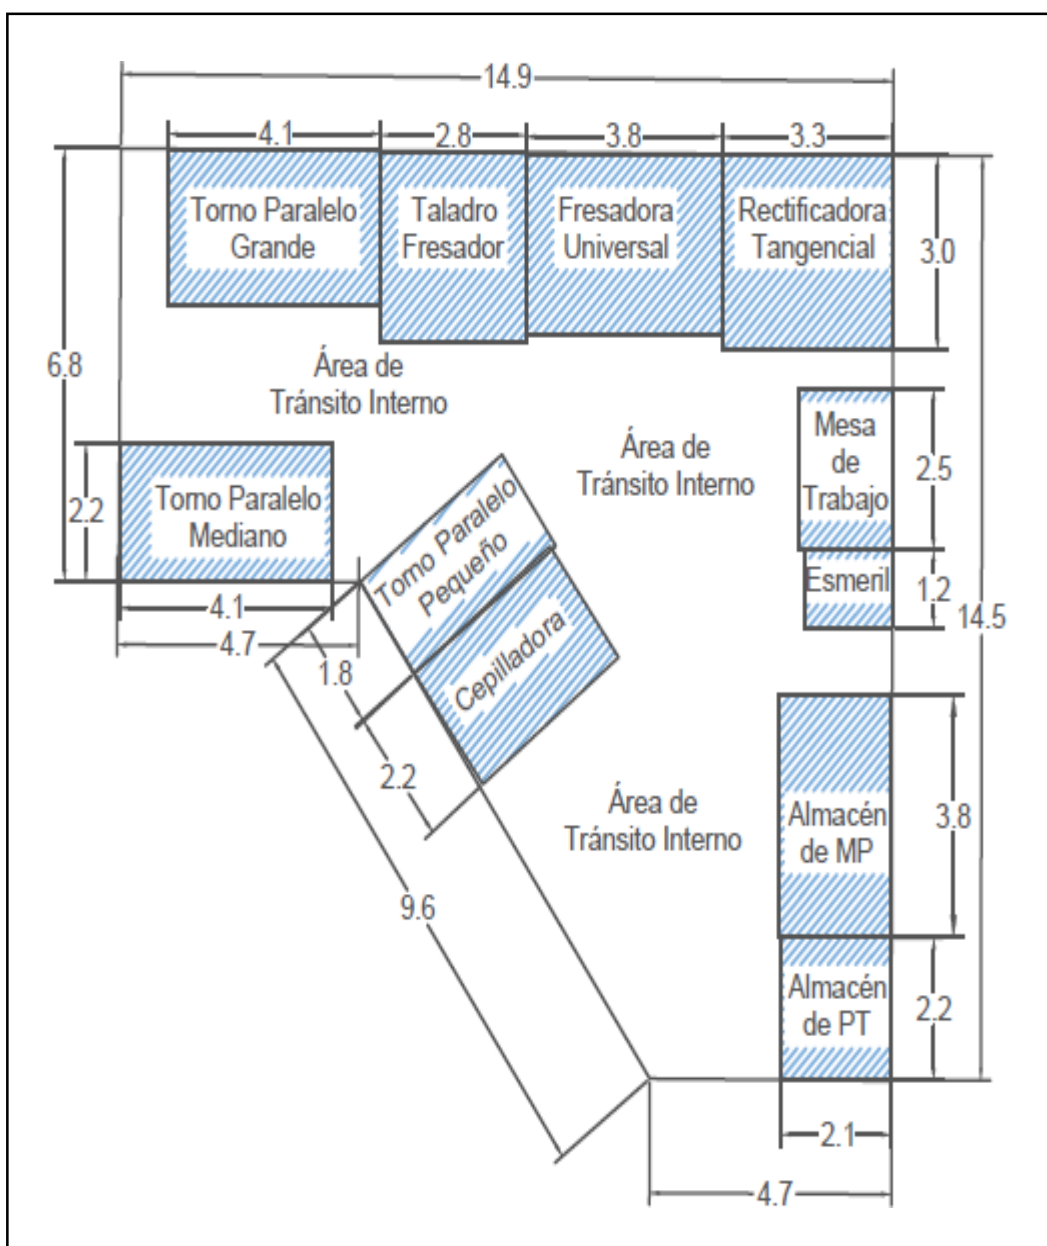 14.9
4.1
2.8
3.8
3.3
Torno Paralelo
Grande
Taladro
Fresador
Fresadora
Universal
Rectificadora
Tangencial
3.0
6.8
Área de
Tránsito Interno
Área de
Tránsito Interno
Mesa
de
Trabajo
2.5
2.2
Torno Paralelo
Mediano
Torno Paralelo
Pequeño
Esmeril
1.2
14.5
4.1
4.7
1.8
Cepilladora
2.2
Área de
Tránsito Interno
Almacén
de MP
3.8
9.6
Almacén
de PT
2.2
2.1
4.7